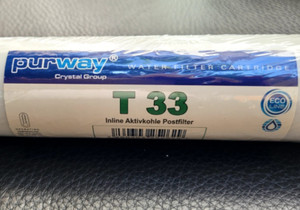 purway®
WATER FILTER CARTRIDGE
Crystal Group
T 33
Inline Aktivkohle Postfilter
ECO